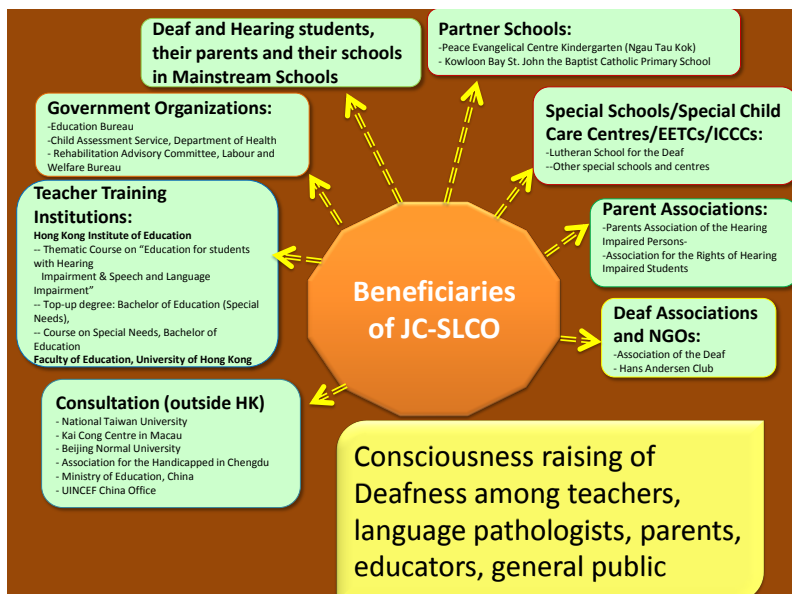 Deaf and Hearing students,
their parents and their schools
in Mainstream Schools
Partner Schools:
-Peace Evangelical Centre Kindergarten (Ngau Tau Kok)
- Kowloon Bay St. John the Baptist Catholic Primary School
Government Organizations:
-Education Bureau
-Child Assessment Service, Department of Health
- Rehabilitation Advisory Committee, Labour and
Welfare Bureau
Special Schools/Special Child
Care Centres/EETCs/ICCCs:
-Lutheran School for the Deaf
--Other special schools and centres
Teacher Training
Institutions:
Hong Kong Institute of Education
-- Thematic Course on “Education for students
with Hearing
Impairment & Speech and Language
Impairment”
-- Top-up degree: Bachelor of Education (Special
Needs),
-- Course on Special Needs, Bachelor of
Education
Faculty of Education, University of Hong Kong
Parent Associations:
-Parents Association of the Hearing
Impaired Persons-
-Association for the Rights of Hearing
Impaired Students
Beneficiaries
of JC-SLCO
Deaf Associations
and NGOs:
-Association of the Deaf
- Hans Andersen Club
Consultation (outside HK)
- National Taiwan University
- Kai Cong Centre in Macau
- Beijing Normal University
- Association for the Handicapped in Chengdu
- Ministry of Education, China
- UINCEF China Office
Consciousness raising of
Deafness among teachers,
language pathologists, parents,
educators, general public